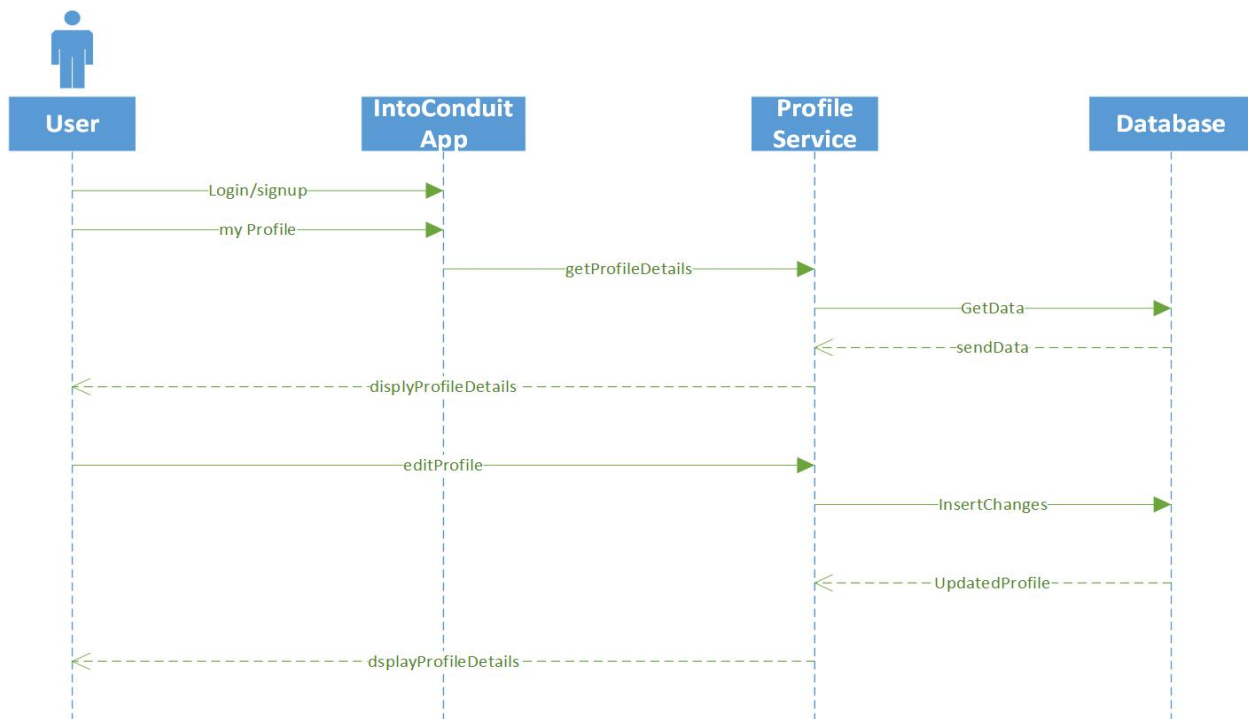 User
IntoConduit
App
Profile
Service
Database
Login/signup
my Profile
getProfileDetails
GetData
sendData
displyProfileDetails
editProfile
InsertChanges
UpdatedProfile
dsplayProfileDetails